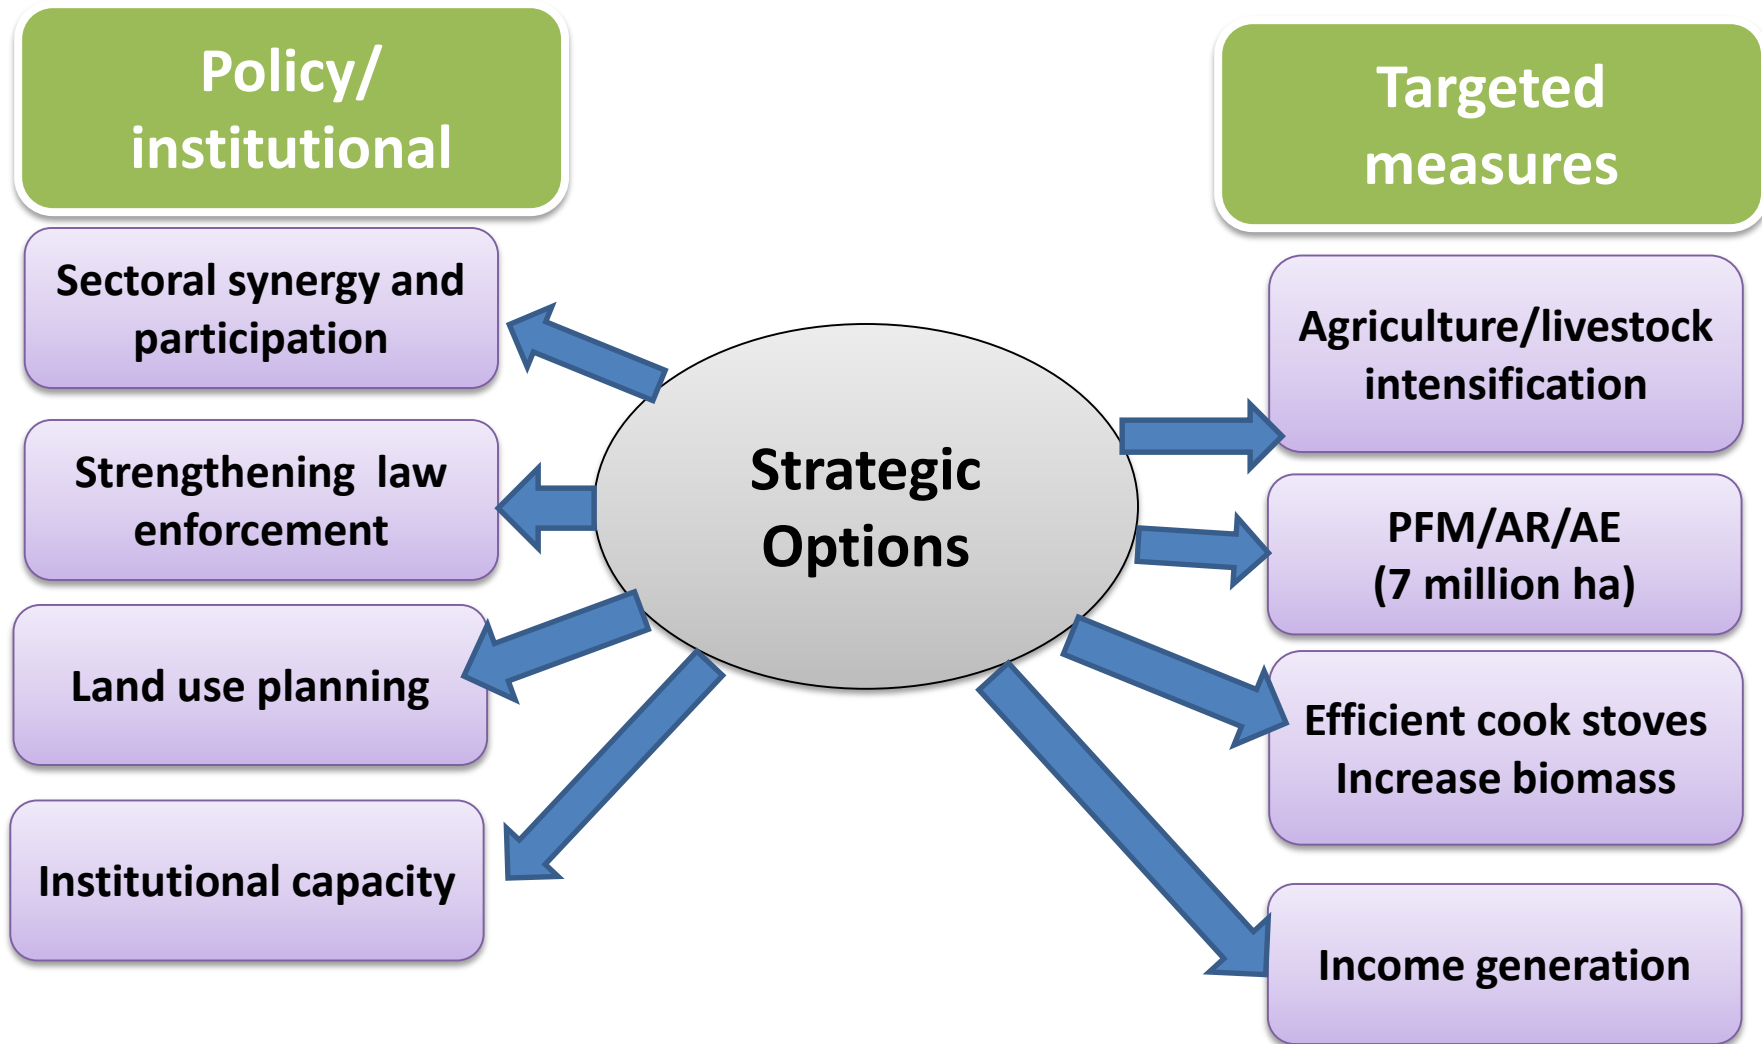 Policy/
institutional
Sectoral synergy and
participation
Strengthening  law
enforcement
Land use planning
Institutional capacity
Strategic
Options
Targeted
measures
Agriculture/livestock
intensification
PFM/AR/AE
(7 million ha)
Efficient cook stoves
Increase biomass
Income generation